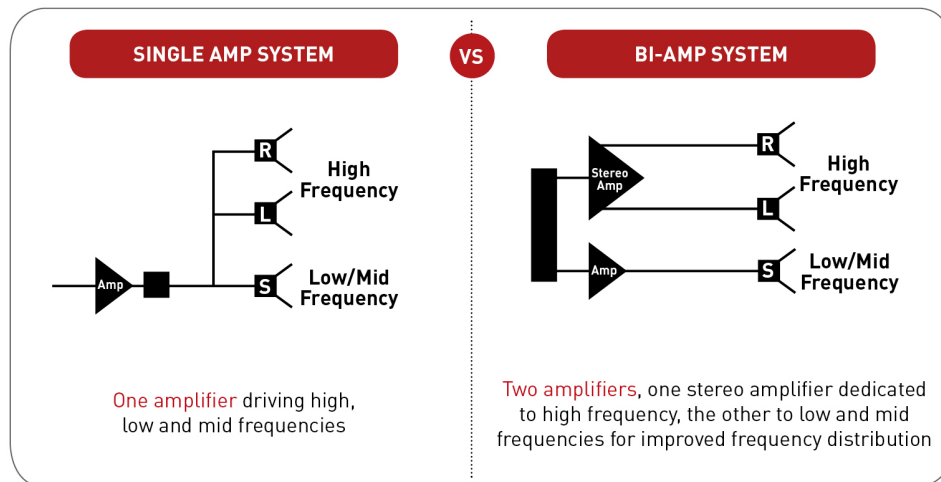 SINGLE AMP SYSTEM
VS
BI-AMP SYSTEM
R
High
Frequency
L
Amp
S
Low/Mid
Frequency
One amplifier driving high,
low and mid frequencies
Stereo
Amp
R
High
Frequency
L
Amp
S
Low/Mid
Frequency
Two amplifiers, one stereo amplifier dedicated
to high frequency, the other to low and mid
frequencies for improved frequency distribution